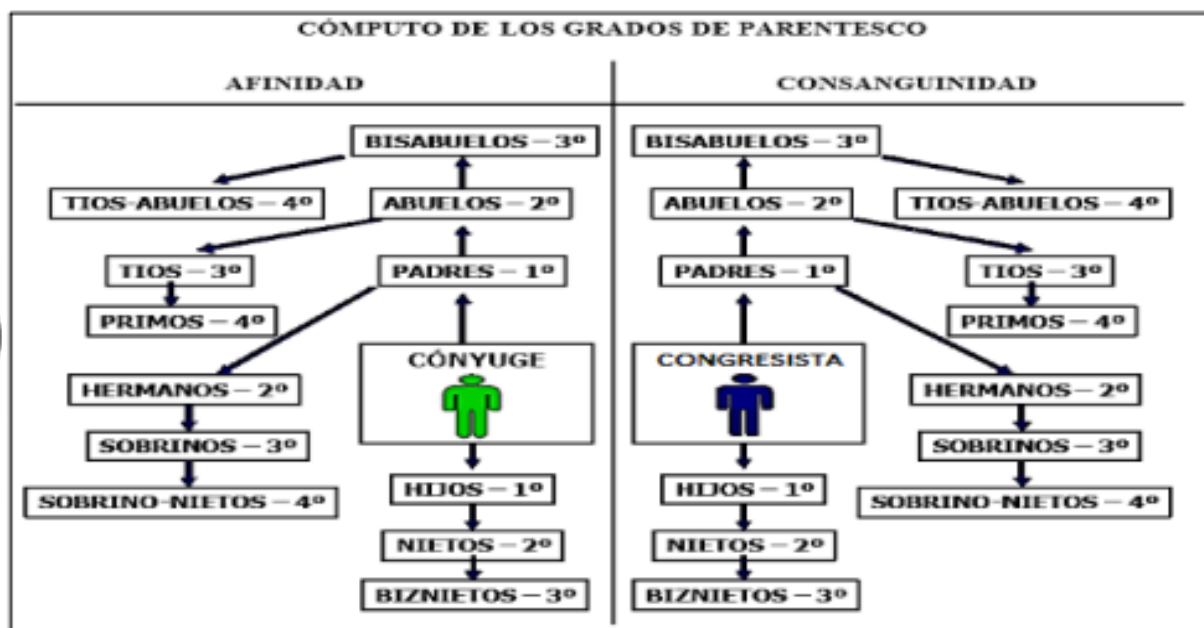 CÓMPUTO DE LOS GRADOS DE PARENTESCO
AFINIDAD
BISABUELOS – 3º
TIOS-ABUELOS – 4º
ABUELOS – 2º
TIOS – 3º
PADRES – 1º
PRIMOS – 4º
CÓNYUGE
HERMANOS – 2º
SOBRINOS – 3º
HIJOS – 1º
SOBRINO-NIETOS – 4º
NIETOS – 2º
BIZNIETOS – 3º
CONSANGUINIDAD
BISABUELOS – 3º
ABUELOS – 2º
TIOS-ABUELOS – 4º
PADRES – 1º
TIOS – 3º
PRIMOS – 4º
CONGRESISTA
HERMANOS – 2º
SOBRINOS – 3º
HIJOS – 1º
SOBRINO-NIETOS – 4º
NIETOS – 2º
BIZNIETOS – 3º